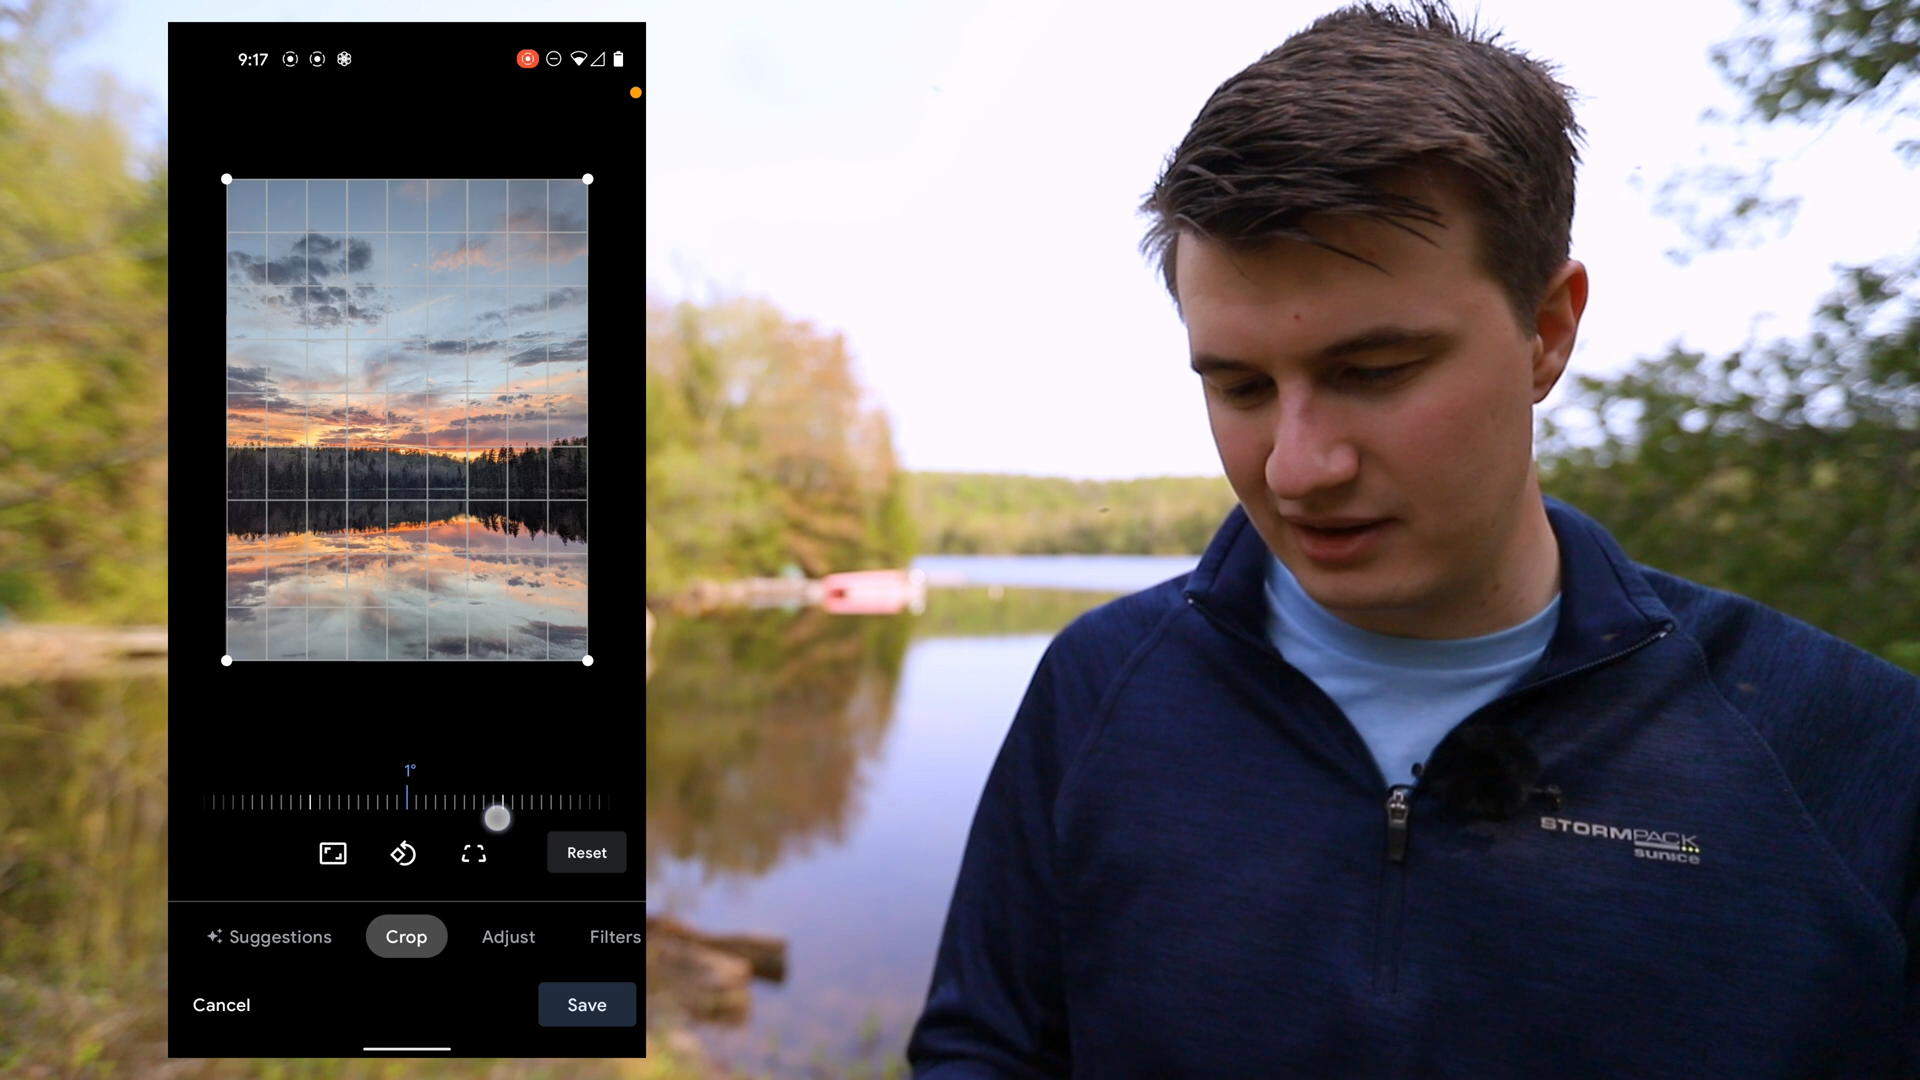 9:17
1°
Reset
Suggestions Crop Adjust Filters
Cancel Save
STORMPACK
sunice